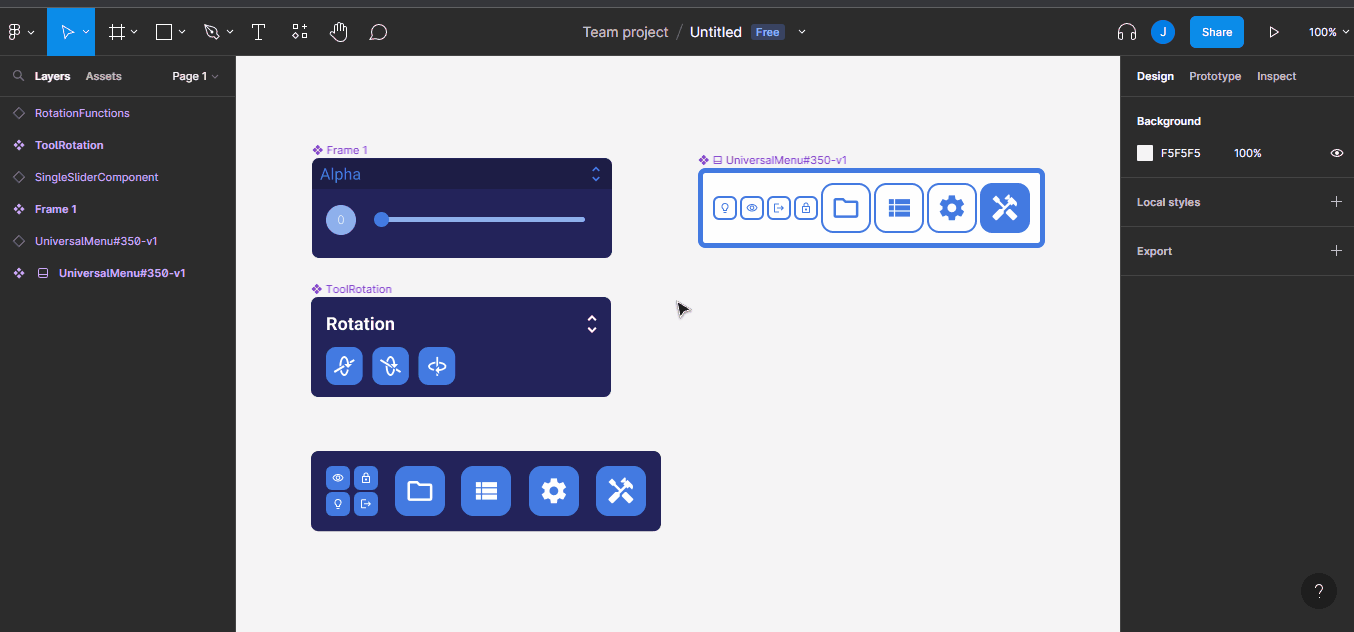 Team project / Untitled Free
J Share 100%
Layers Assets Page 1
RotationFunctions
ToolRotation
SingleSliderComponent
Frame 1
UniversalMenu#350-v1
UniversalMenu#350-v1
Frame 1
Alpha
0
ToolRotation
Rotation
UniversalMenu#350-v1
Design Prototype Inspect
Background
F5F5F5 100%
Local styles
Export
?